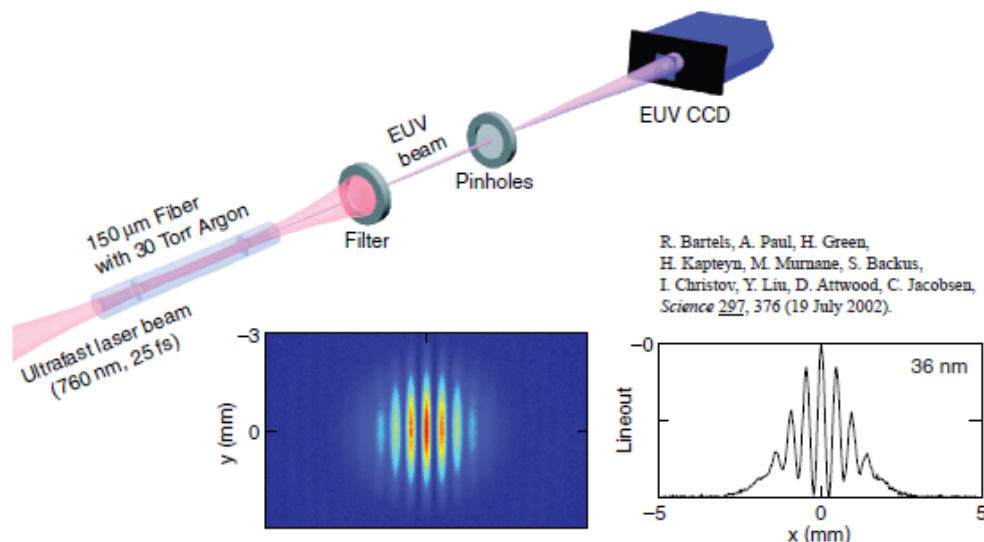 EUV CCD
EUV
beam
Pinholes
Filter
150 μm Fiber
with 30 Torr Argon
Ultrafast laser beam
(760 nm, 25 fs)
R. Bartels, A. Paul, H. Green,
H. Kapteyn, M. Murnane, S. Backus,
I. Christov, Y. Liu, D. Attwood, C. Jacobsen,
Science 297, 376 (19 July 2002).
–3
y (mm)
0
–0
36 nm
Lineout
–5
0
5
x (mm)